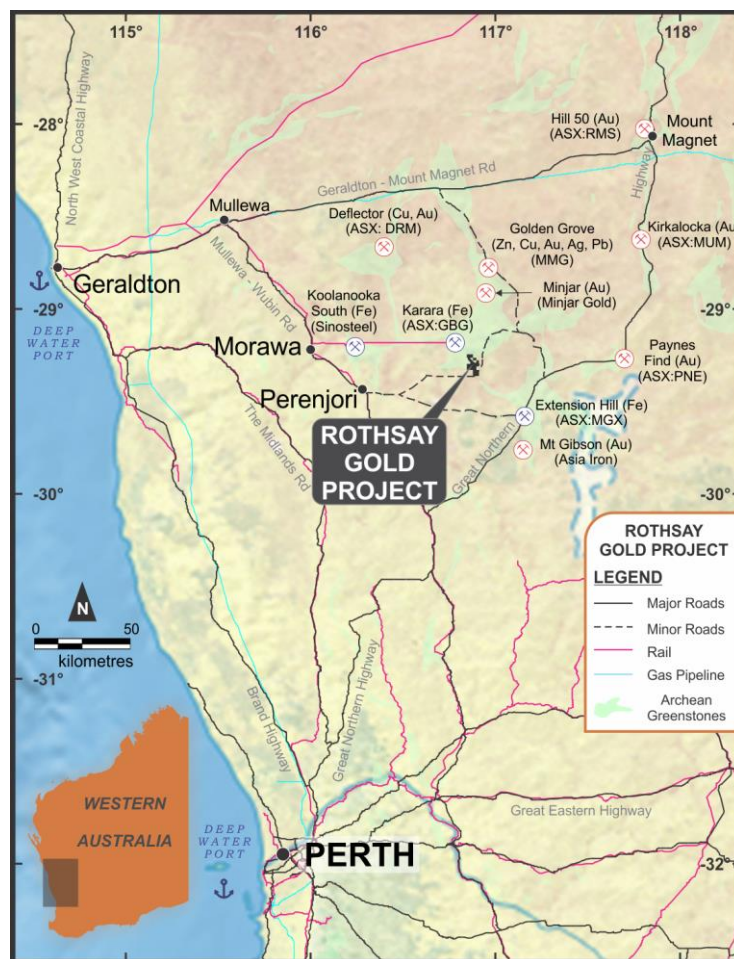 115°
116°
117°
118°
North West Coastal Highway
-28°
-28°
Hill 50 (Au)
(ASX:RMS)
Mount
Magnet
Highway
Geraldton - Mount Magnet Rd
Mullewa
Deflector (Cu, Au)
(ASX: DRM)
Golden Grove
(Zn, Cu, Au, Ag, Pb)
(MMG)
Kirkalocka (Au
(ASX:MUM)
Mullewa - Wubin Rd
Geraldton
Minjar (Au)
(Minjar Gold)
-29°
-29°
DEEP
WATER
PORT
Koolanooka
South (Fe)
(Sinosteel)
Karara (Fe)
(ASX:GBG)
Morawa
Paynes
Find (Au)
(ASX:PNE)
Perenjori
The Midlands Rd
ROTHSAY
GOLD
PROJECT
Extension Hill (Fe)
(ASX:MGX)
Mt Gibson (Au)
(Asia Iron)
Great Northern
-30°
-30°
ROTHSAY
GOLD PROJECT
LEGEND
Major Roads
Minor Roads
Rail
Gas Pipeline
Archean
Greenstones
N
0 50
kilometres
-31°
Brand Highway
Great Northern Highway
WESTERN
AUSTRALIA
DEEP
WATER
PORT
Great Eastern Highway
PERTH
-32°
115°
116°
117°
118°